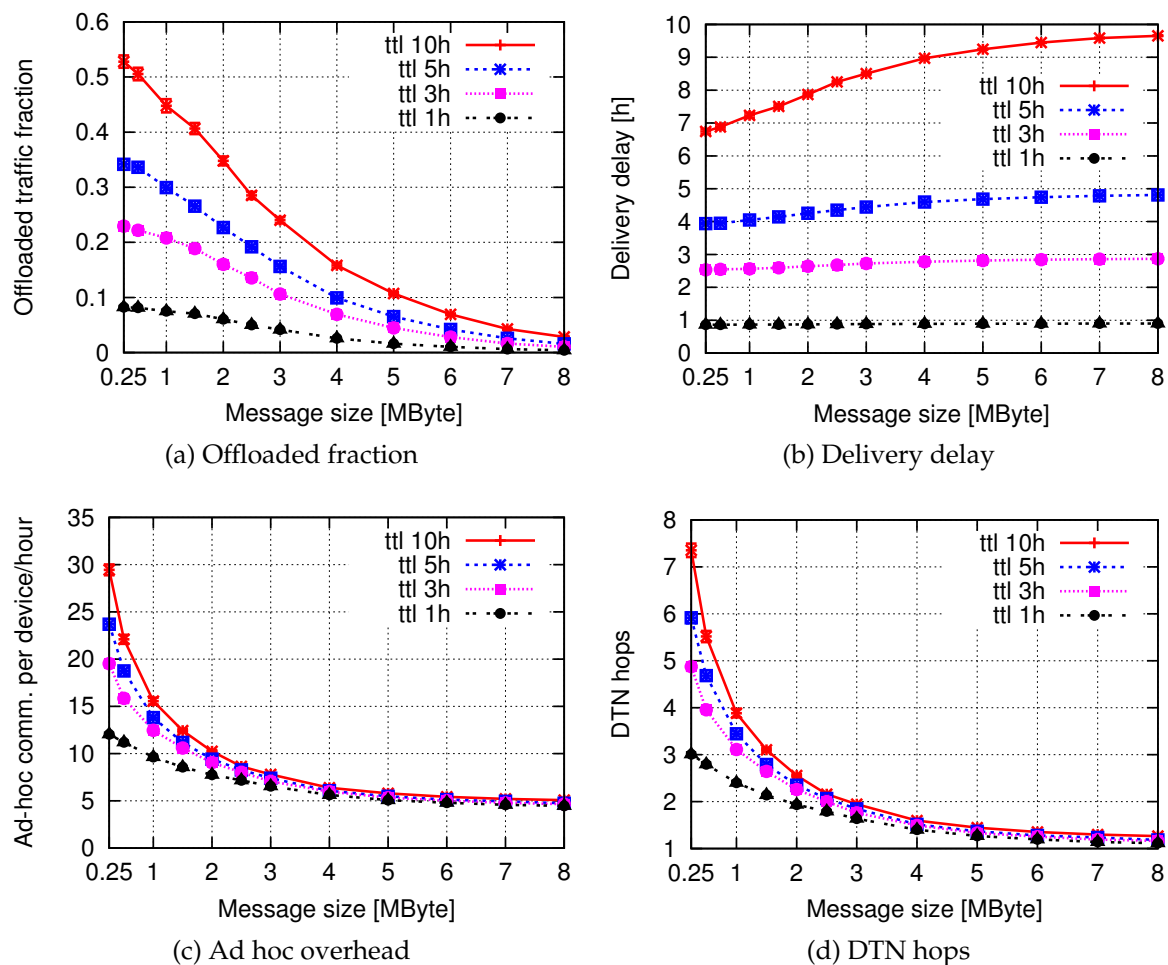 0.6
0.5
0.4
0.3
0.2
0.1
0
Offloaded traffic fraction
ttl 10h
ttl 5h
ttl 3h
ttl 1h
0.25 1 2 3 4 5 6 7 8
Message size [MByte]
(a) Offloaded fraction
10
9
8
7
6
5
4
3
2
1
0
Delivery delay [h]
ttl 10h
ttl 5h
ttl 3h
ttl 1h
0.25 1 2 3 4 5 6 7 8
Message size [MByte]
(b) Delivery delay
35
30
25
20
15
10
5
0
Ad-hoc comm. per device/hour
ttl 10h
ttl 5h
ttl 3h
ttl 1h
0.25 1 2 3 4 5 6 7 8
Message size [MByte]
(c) Ad hoc overhead
8
7
6
5
4
3
2
1
DTN hops
ttl 10h
ttl 5h
ttl 3h
ttl 1h
0.25 1 2 3 4 5 6 7 8
Message size [MByte]
(d) DTN hops